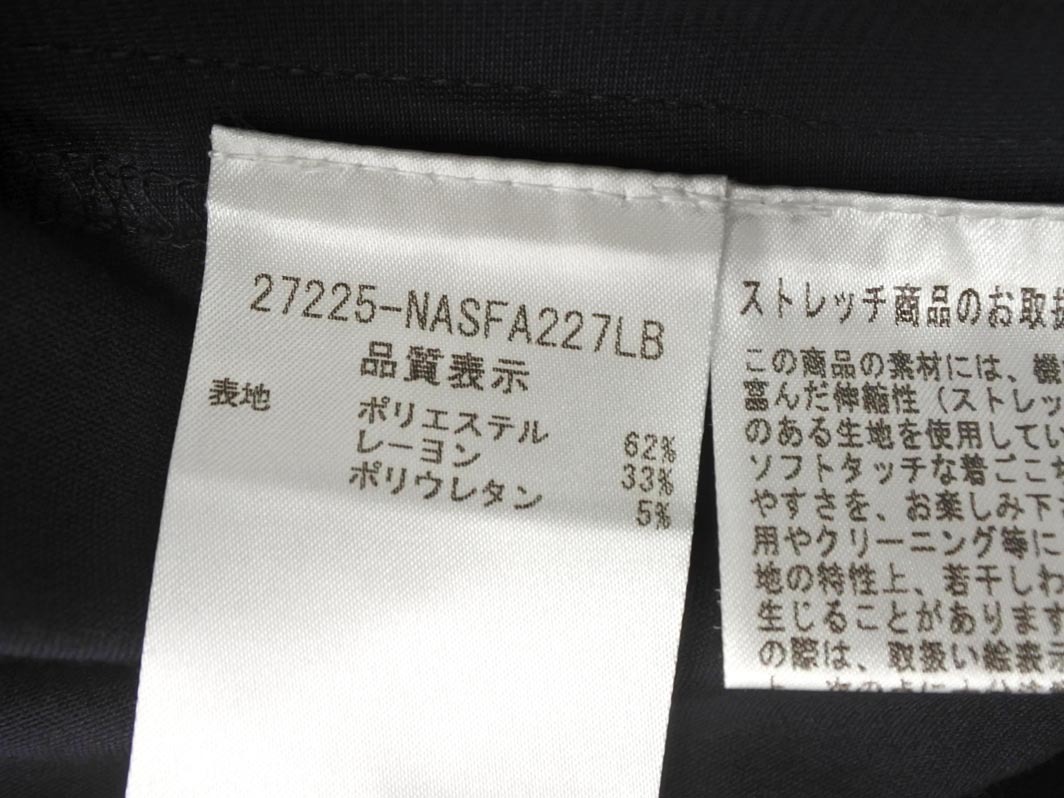 27225-NASFA227LB
品質表示
表地
ポリエステル 62%
レーヨン 33%
ポリウレタン 5%
ストレッチ商品のお取扱
この商品の素材には、機
富んだ伸縮性（ストレッ
のある生地を使用してい
ソフトタッチな着ごこ
やすさを、お楽しみ下さ
用やクリーニング等に
地の特性上、若干しわ
生じることがあります
の際は、取扱い絵表示